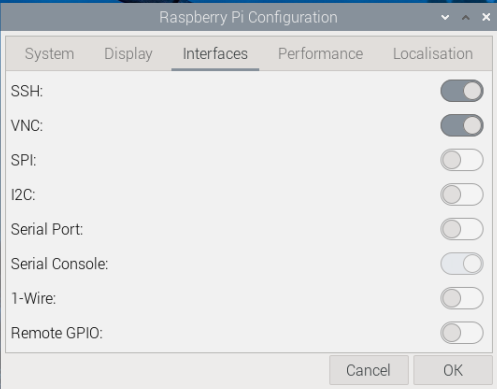 Raspberry Pi Configuration
System Display Interfaces Performance Localisation
SSH:
VNC:
SPI:
I2C:
Serial Port:
Serial Console:
1-Wire:
Remote GPIO:
Cancel OK